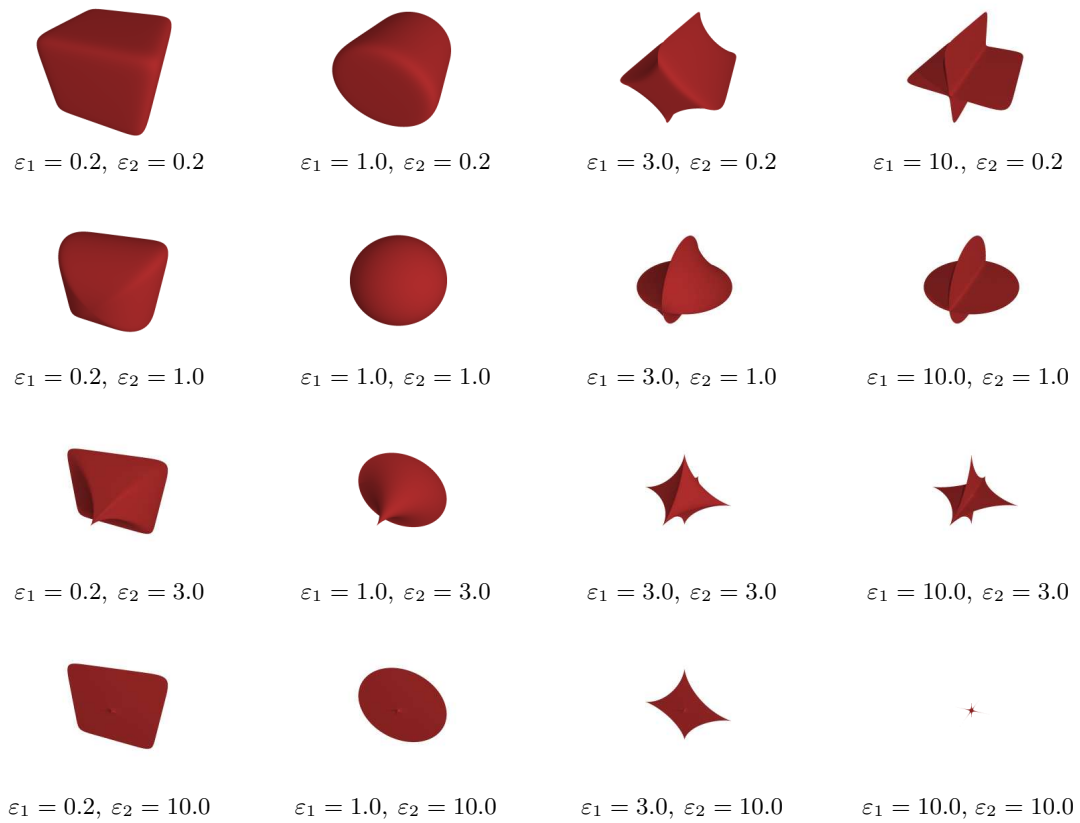 ε₁ = 0.2, ε₂ = 0.2
ε₁ = 1.0, ε₂ = 0.2
ε₁ = 3.0, ε₂ = 0.2
ε₁ = 10., ε₂ = 0.2
ε₁ = 0.2, ε₂ = 1.0
ε₁ = 1.0, ε₂ = 1.0
ε₁ = 3.0, ε₂ = 1.0
ε₁ = 10.0, ε₂ = 1.0
ε₁ = 0.2, ε₂ = 3.0
ε₁ = 1.0, ε₂ = 3.0
ε₁ = 3.0, ε₂ = 3.0
ε₁ = 10.0, ε₂ = 3.0
ε₁ = 0.2, ε₂ = 10.0
ε₁ = 1.0, ε₂ = 10.0
ε₁ = 3.0, ε₂ = 10.0
ε₁ = 10.0, ε₂ = 10.0